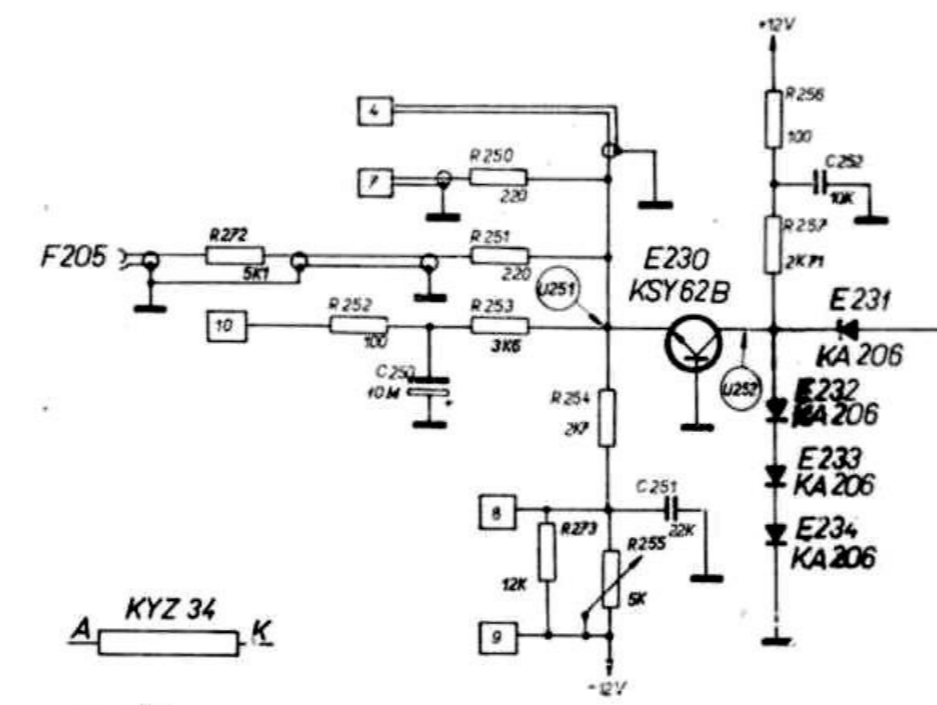 +12V
R256
100
C252
10K
R257
2K71
4
R250
7
220
F205
R272
5K1
R251
220
U251
E230
KSY62B
E231
KA206
10
R252
100
R253
3K6
C250
10M
+
U252
E232
KA206
R254
2K7
E233
KA206
C251
22K
8
R273
12K
R255
5K
E234
KA206
9
-12V
KYZ 34
A
K